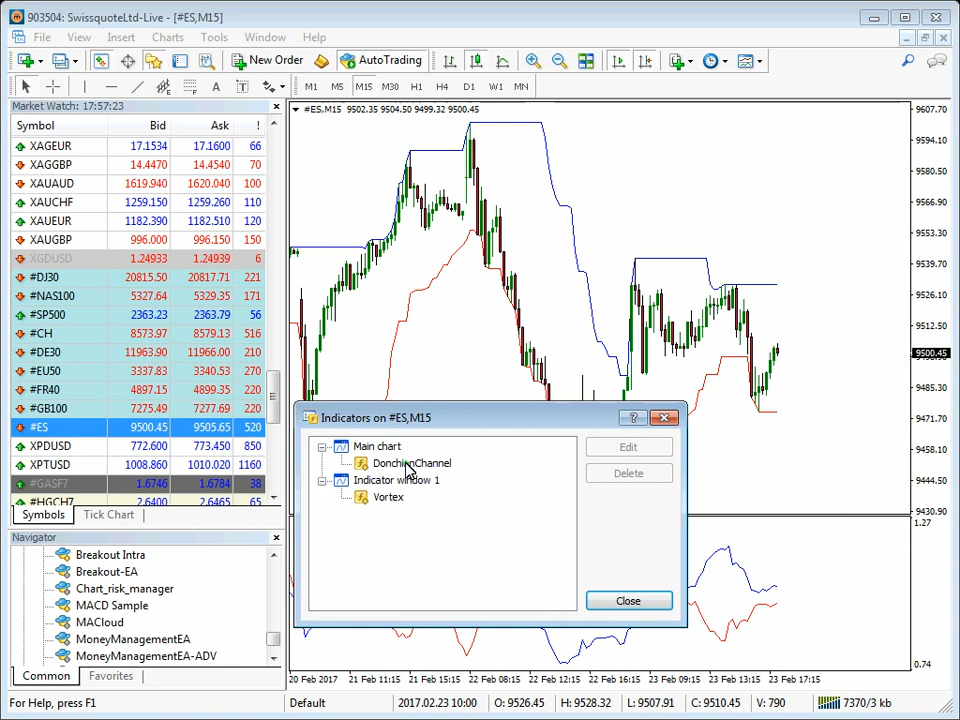 903504: SwissquoteLtd-Live - [#ES,M15]
File View Insert Charts Tools Window Help
New Order AutoTrading
A T M1 M5 M15 M30 H1 H4 D1 W1 MN
Market Watch: 17:57:23
Symbol Bid Ask !
XAGEUR 17.1534 17.1600 66
XAGGBP 14.4470 14.4540 70
XAUAUD 1619.940 1620.040 100
XAUCHF 1259.150 1259.260 110
XAUEUR 1182.390 1182.510 120
XAUGBP 996.000 996.150 150
XGDUSD 1.24933 1.24939 6
#DJ30 20815.50 20817.71 221
#NAS100 5327.64 5329.35 171
#SP500 2363.23 2363.79 56
#CH 8573.97 8579.13 516
#DE30 11963.90 11966.00 210
#EU50 3337.83 3340.53 270
#FR40 4897.15 4899.35 220
#GB100 7275.49 7277.69 220
#ES 9500.45 9505.65 520
XPDUSD 772.600 773.450 850
XPTUSD 1008.860 1010.020 1160
#GASF7 1.6746 1.6784 38
#HGCH7 2.6400 2.6465 65
Symbols Tick Chart
Navigator
Breakout Intra
Breakout-EA
Chart_risk_manager
MACD Sample
MACloud
MoneyManagementEA
MoneyManagementEA-ADV
Common Favorites
#ES,M15 9502.35 9504.50 9499.32 9500.45
9607.70
9594.10
9580.50
9566.90
9553.30
9539.70
9526.10
9512.50
9500.45
9485.30
9471.70
9444.50
9430.90
1.27
0.74
Indicators on #ES,M15
Main chart
DonchianChannel
Indicator window 1
Vortex
Edit
Delete
Close
20 Feb 2017 21 Feb 11:15 21 Feb 15:15 22 Feb 08:15 22 Feb 12:15 22 Feb 16:15 23 Feb 09:15 23 Feb 13:15 23 Feb 17:15
For Help, press F1 Default 2017.02.23 10:00 O: 9526.45 H: 9528.32 L: 9507.91 C: 9510.45 V: 790 7370/3 kb